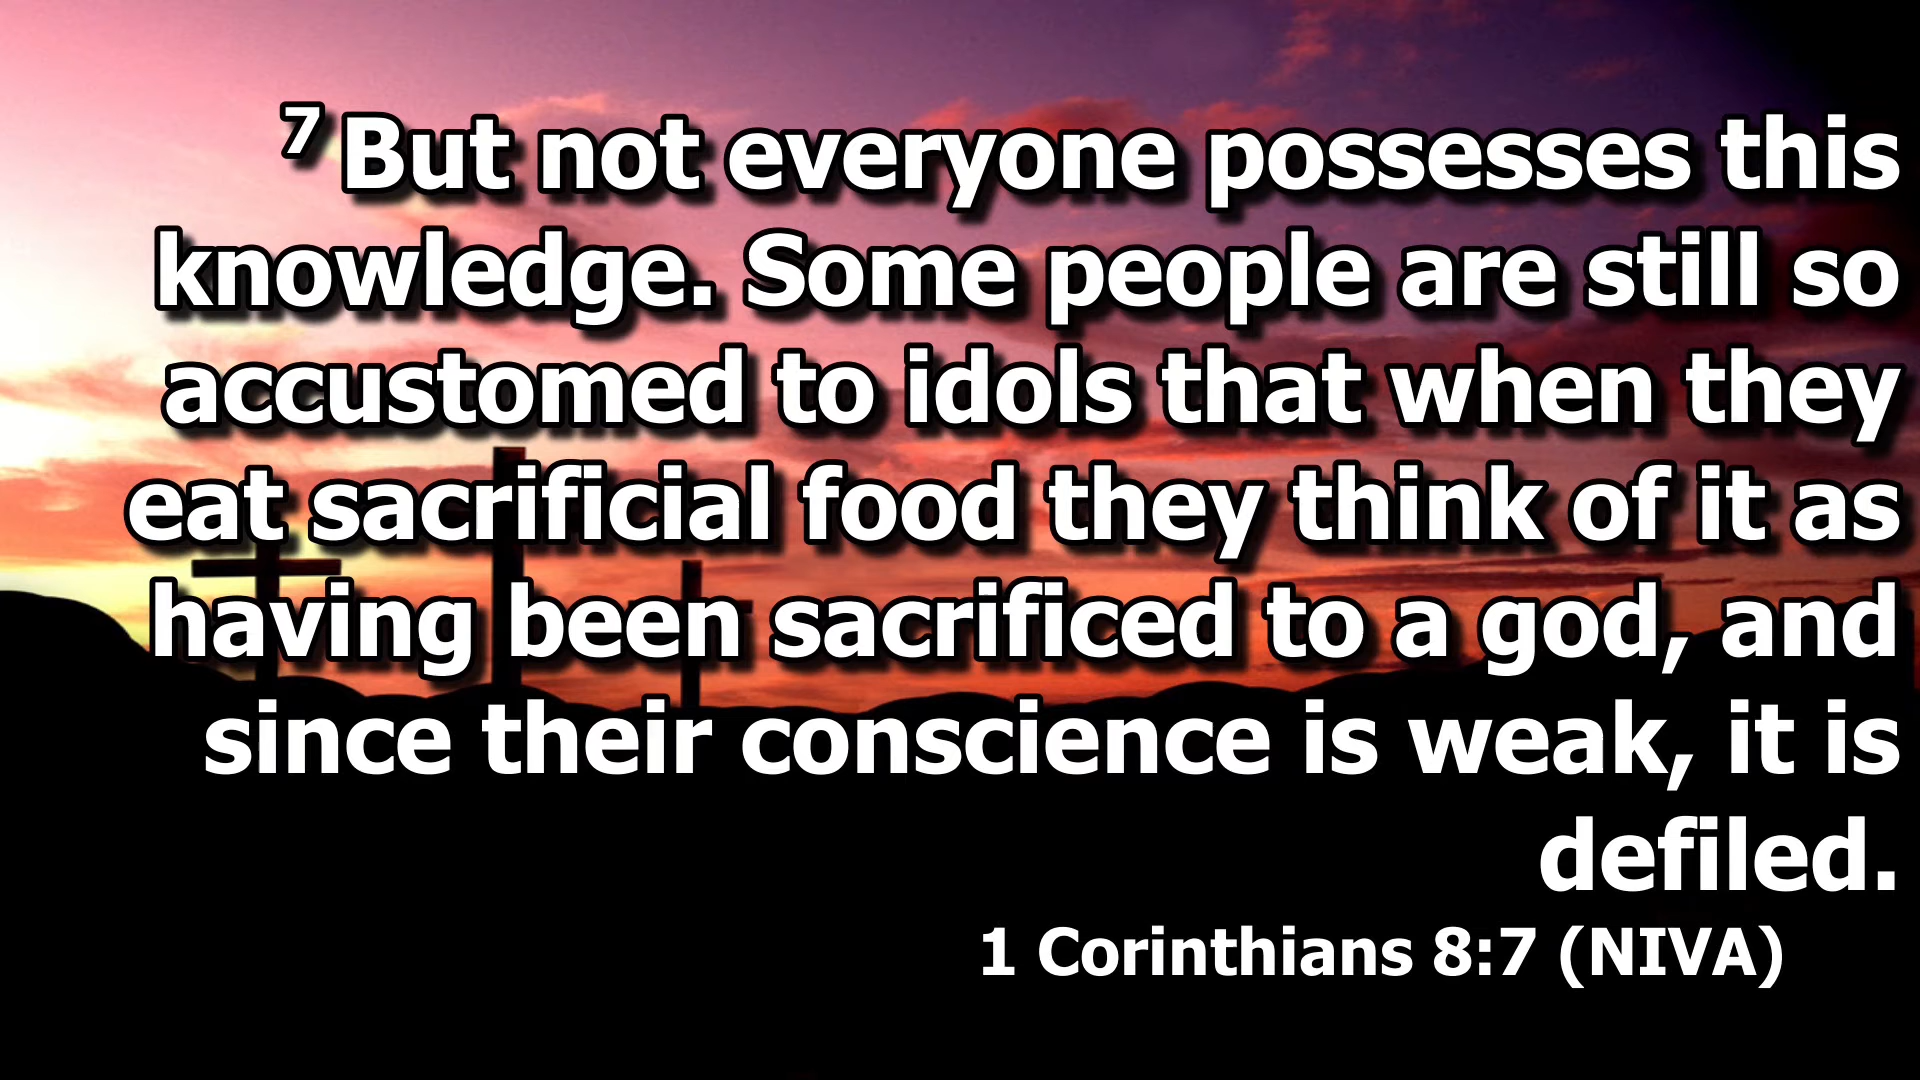 ⁷ But not everyone possesses this
knowledge. Some people are still so
accustomed to idols that when they
eat sacrificial food they think of it as
having been sacrificed to a god, and
since their conscience is weak, it is
defiled.
1 Corinthians 8:7 (NIVA)